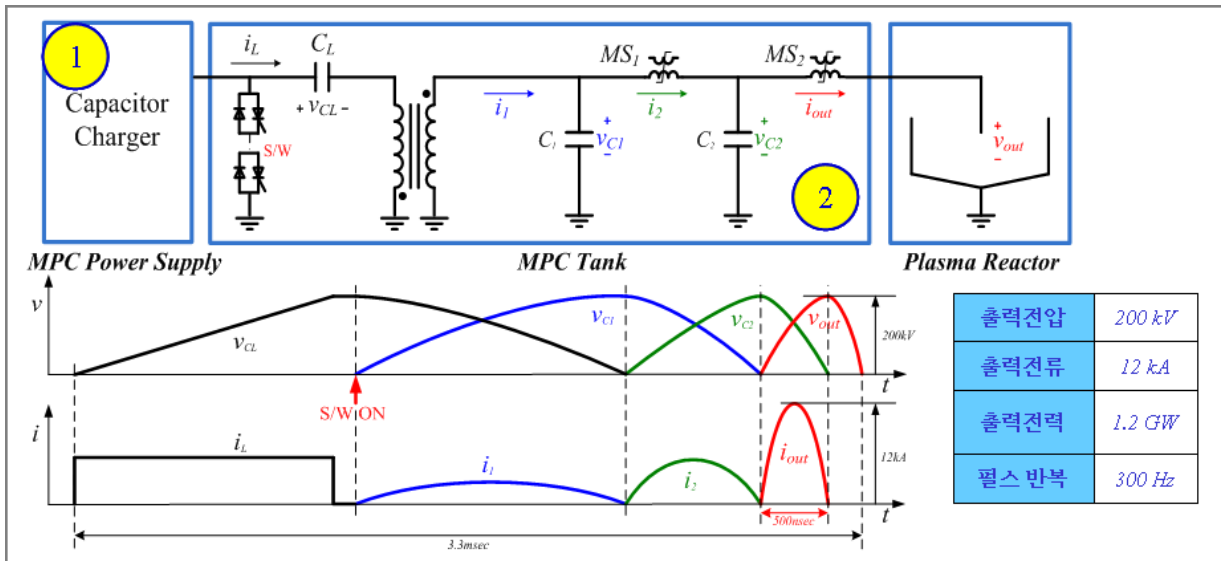 1
Capacitor
Charger
i_L
C_L
+ v_CL -
S/W
i_1
C_1
+
v_C1
-
MS_1
i_2
C_2
+
v_C2
-
MS_2
i_out
+
v_out
-
2
MPC Power Supply
MPC Tank
Plasma Reactor
v
v_CL
v_C1
v_C2
v_out
200kV
t
S/W ON
i
i_L
i_1
i_2
i_out
12kA
t
500nsec
3.3msec
출력전압 200 kV
출력전류 12 kA
출력전력 1.2 GW
펄스 반복 300 Hz